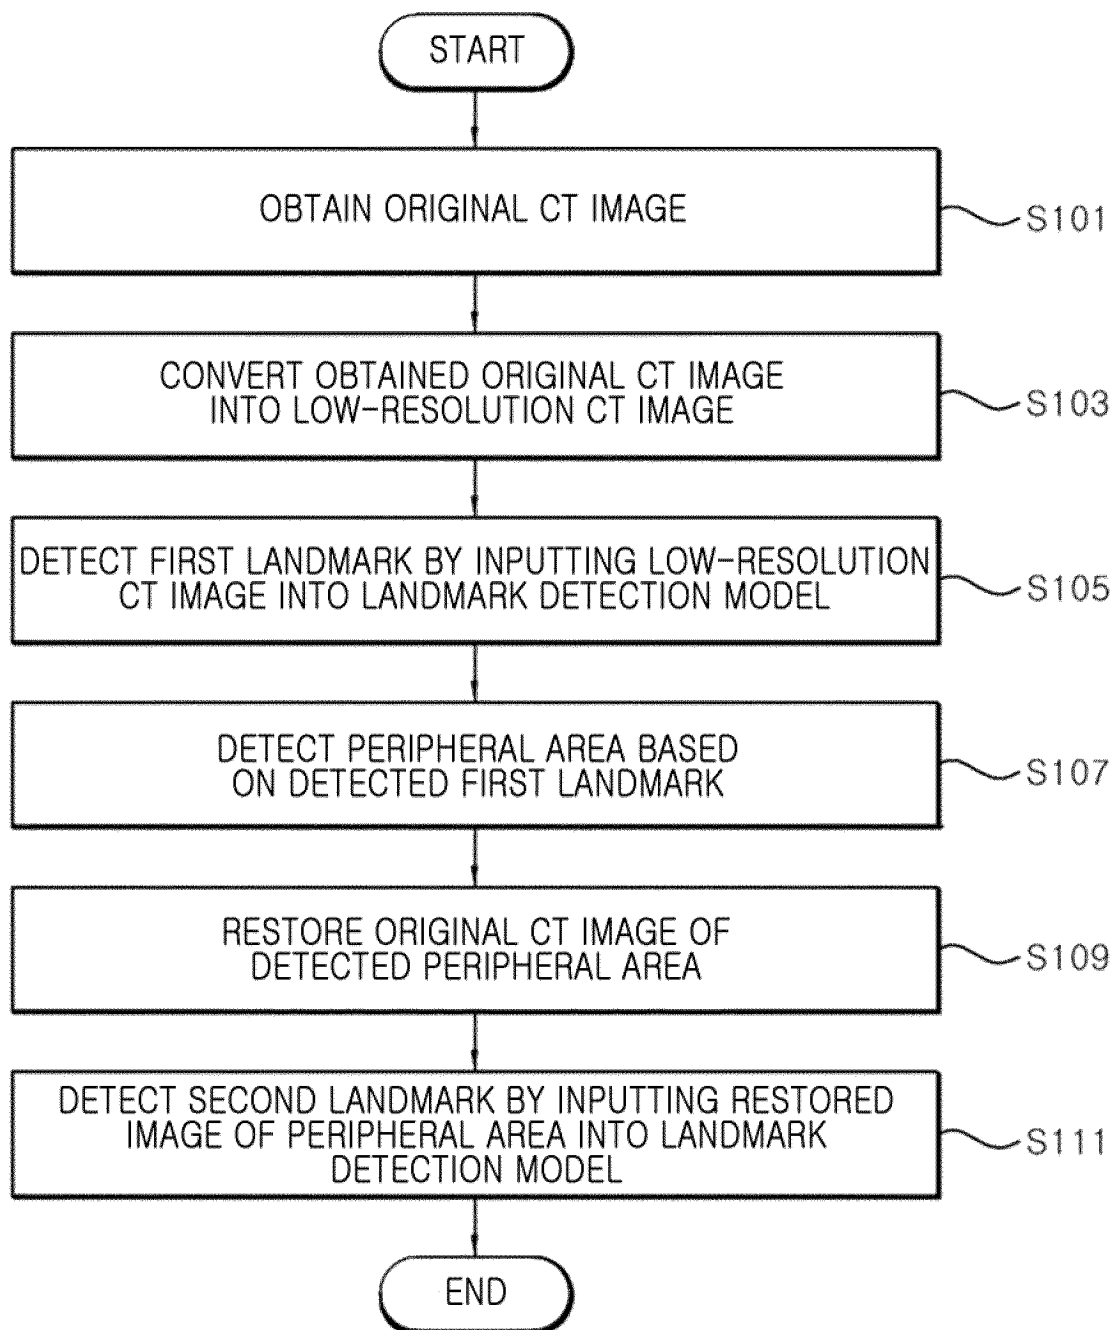 START
OBTAIN ORIGINAL CT IMAGE
S101
CONVERT OBTAINED ORIGINAL CT IMAGE
INTO LOW-RESOLUTION CT IMAGE
S103
DETECT FIRST LANDMARK BY INPUTTING LOW-RESOLUTION
CT IMAGE INTO LANDMARK DETECTION MODEL
S105
DETECT PERIPHERAL AREA BASED
ON DETECTED FIRST LANDMARK
S107
RESTORE ORIGINAL CT IMAGE OF
DETECTED PERIPHERAL AREA
S109
DETECT SECOND LANDMARK BY INPUTTING RESTORED
IMAGE OF PERIPHERAL AREA INTO LANDMARK
DETECTION MODEL
S111
END